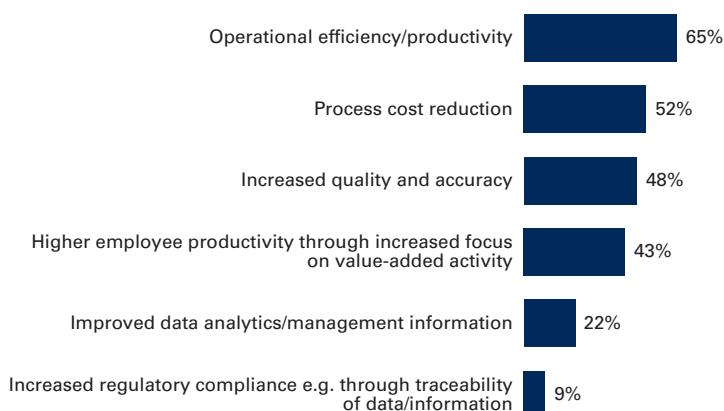 Operational efficiency/productivity 65%
Process cost reduction 52%
Increased quality and accuracy 48%
Higher employee productivity through increased focus
on value-added activity 43%
Improved data analytics/management information 22%
Increased regulatory compliance e.g. through traceability
of data/information 9%